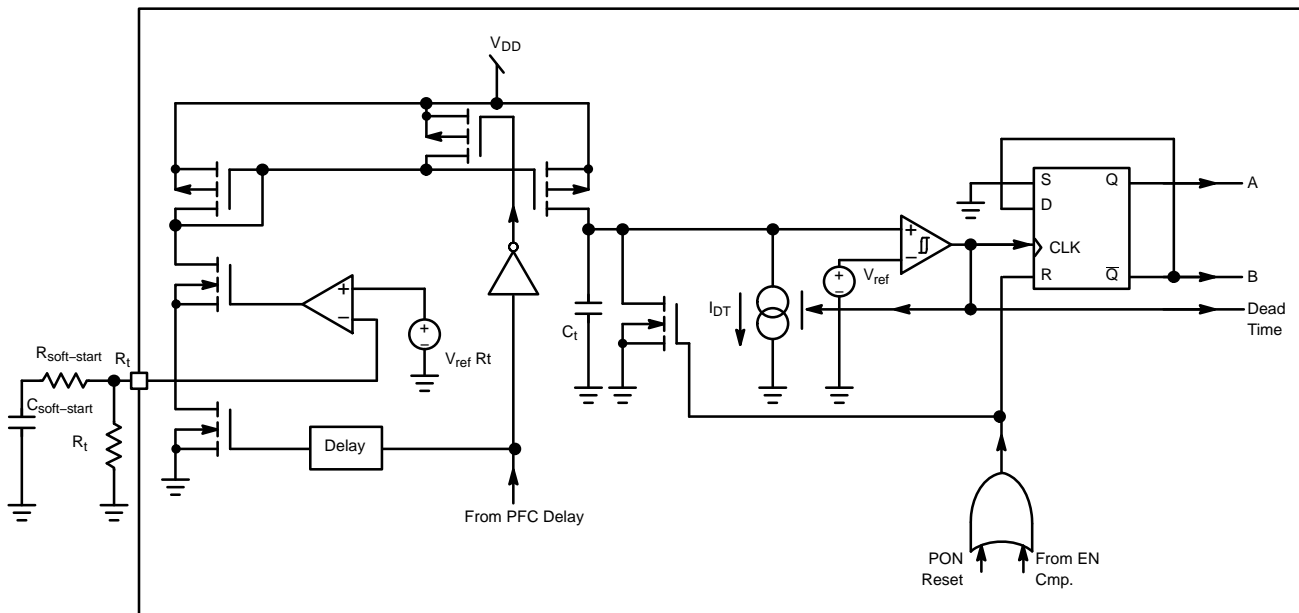 VDD
S
Q
A
D
CLK
+
−
+
−
Vref
R
Q
B
IDT
Ct
Dead
Time
+
−
+
−
Vref Rt
Rsoft−start
Rt
Csoft−start
Rt
Delay
From PFC Delay
PON
Reset
From EN
Cmp.